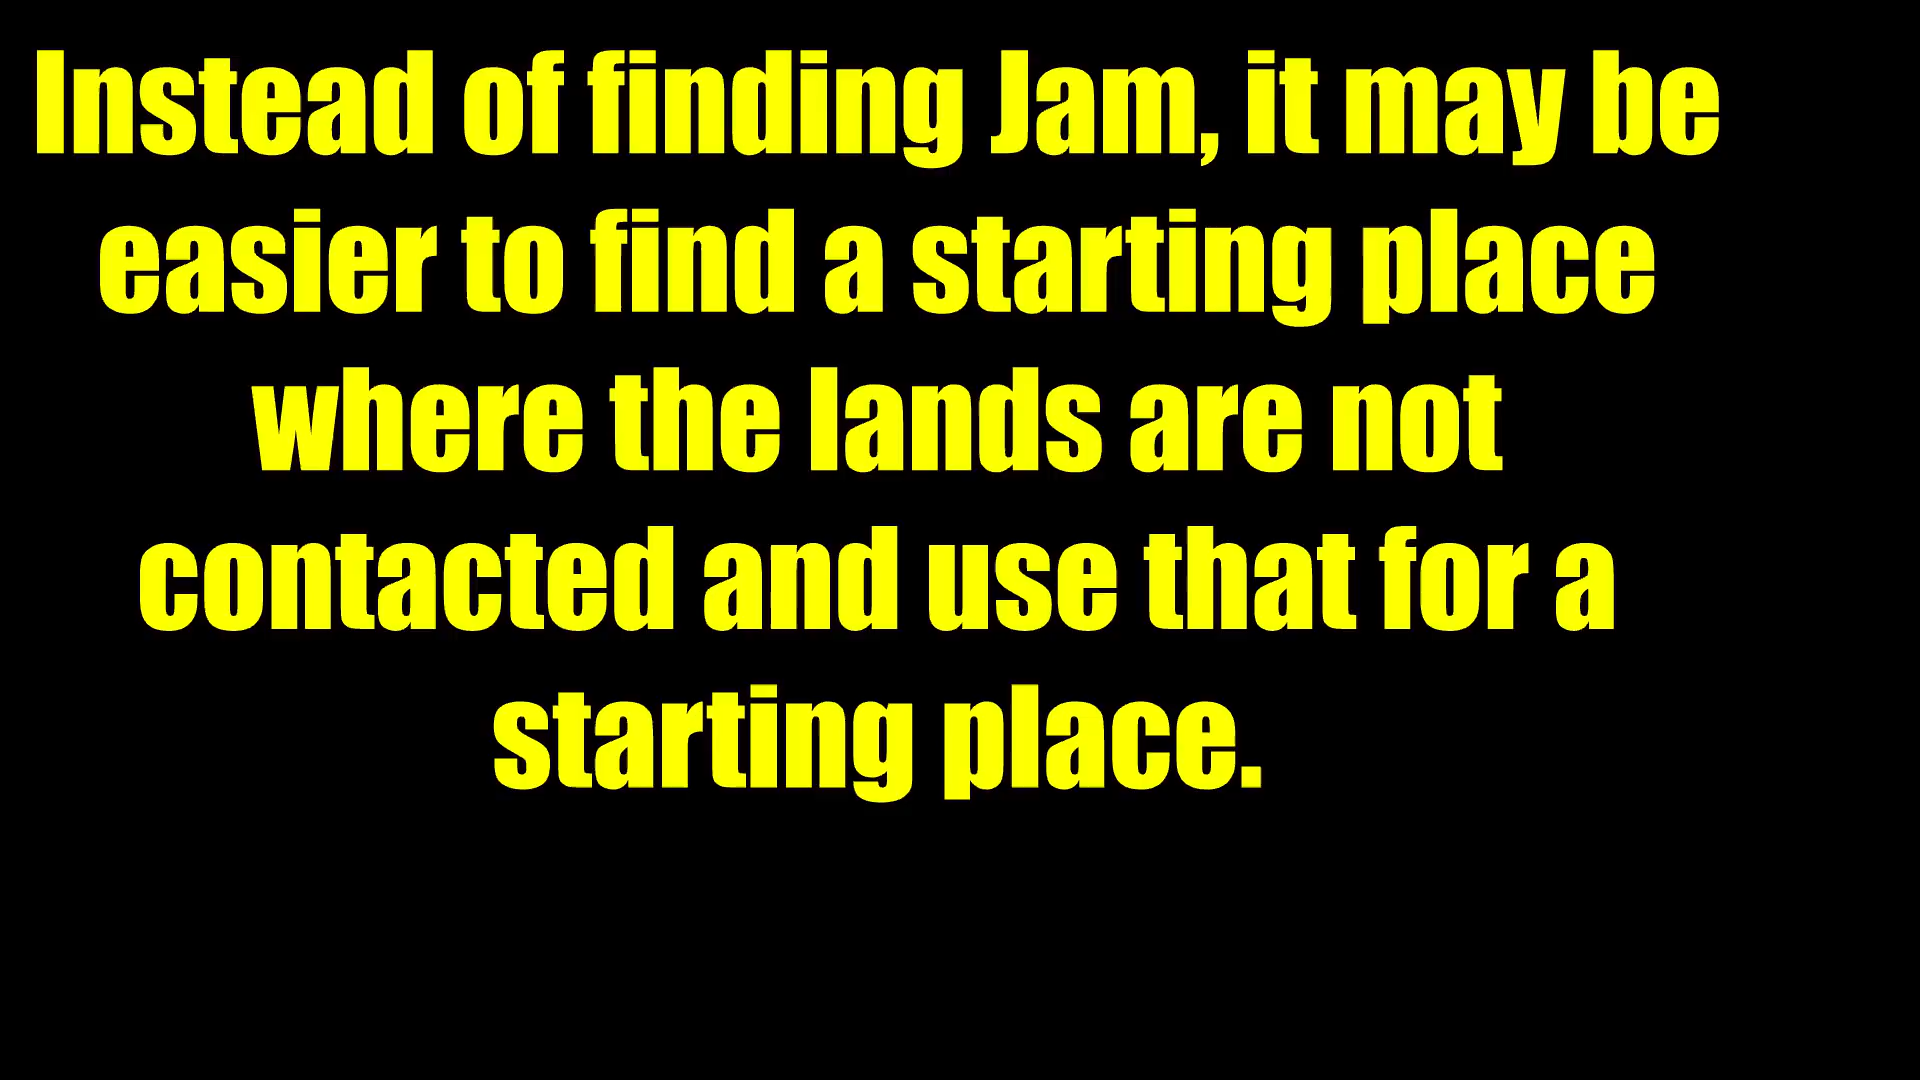 Instead of finding Jam, it may be
easier to find a starting place
where the lands are not
contacted and use that for a
starting place.